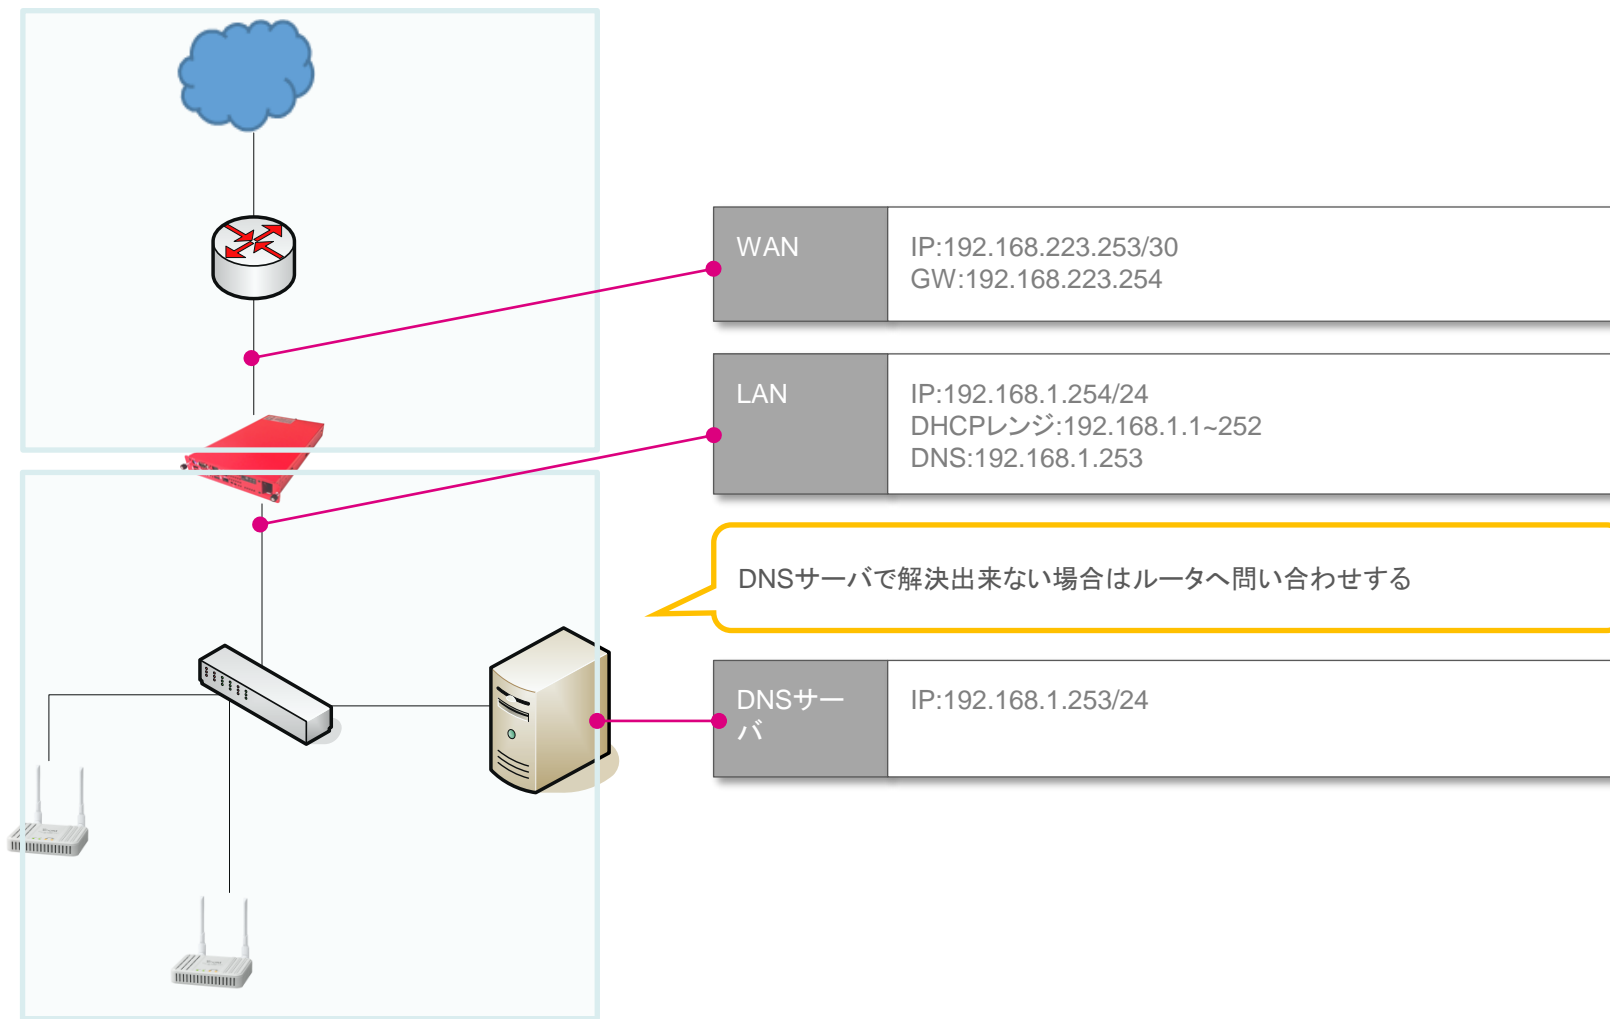 WAN
IP:192.168.223.253/30
GW:192.168.223.254
LAN
IP:192.168.1.254/24
DHCPレンジ:192.168.1.1~252
DNS:192.168.1.253
DNSサーバで解決出来ない場合はルータへ問い合わせする
DNSサー
バ
IP:192.168.1.253/24